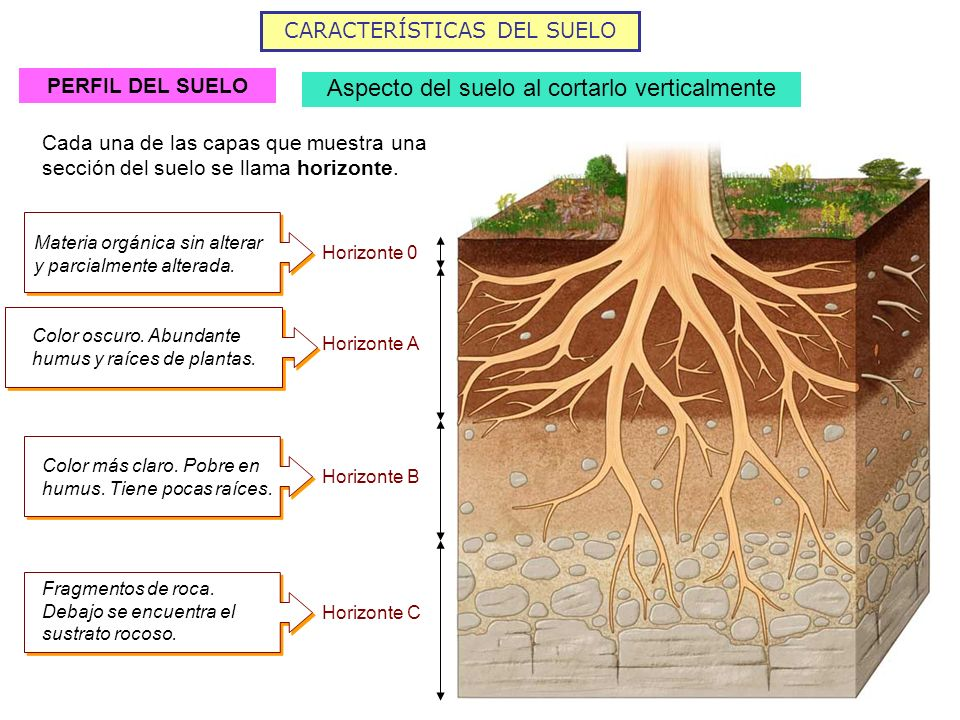 CARACTERÍSTICAS DEL SUELO
PERFIL DEL SUELO
Aspecto del suelo al cortarlo verticalmente
Cada una de las capas que muestra una
sección del suelo se llama horizonte.
Materia orgánica sin alterar
y parcialmente alterada.
Horizonte 0
Color oscuro. Abundante
humus y raíces de plantas.
Horizonte A
Color más claro. Pobre en
humus. Tiene pocas raíces.
Horizonte B
Fragmentos de roca.
Debajo se encuentra el
sustrato rocoso.
Horizonte C